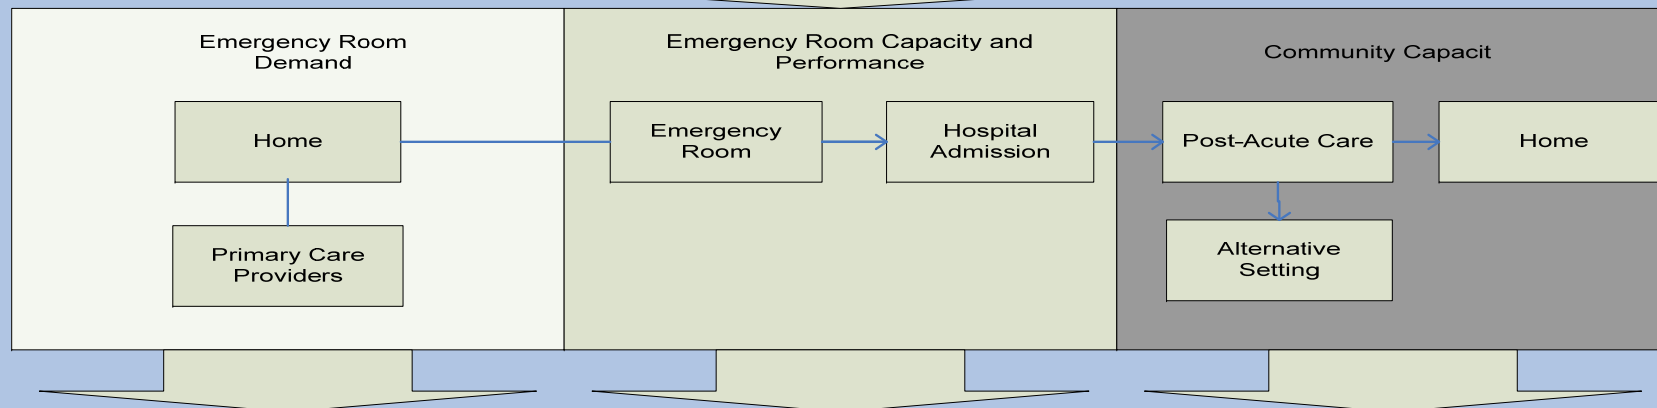 Emergency Room
Demand
Home
Primary Care
Providers
Emergency Room Capacity and
Performance
Emergency
Room
Hospital
Admission
Community Capacit
Post-Acute Care
Home
Alternative
Setting